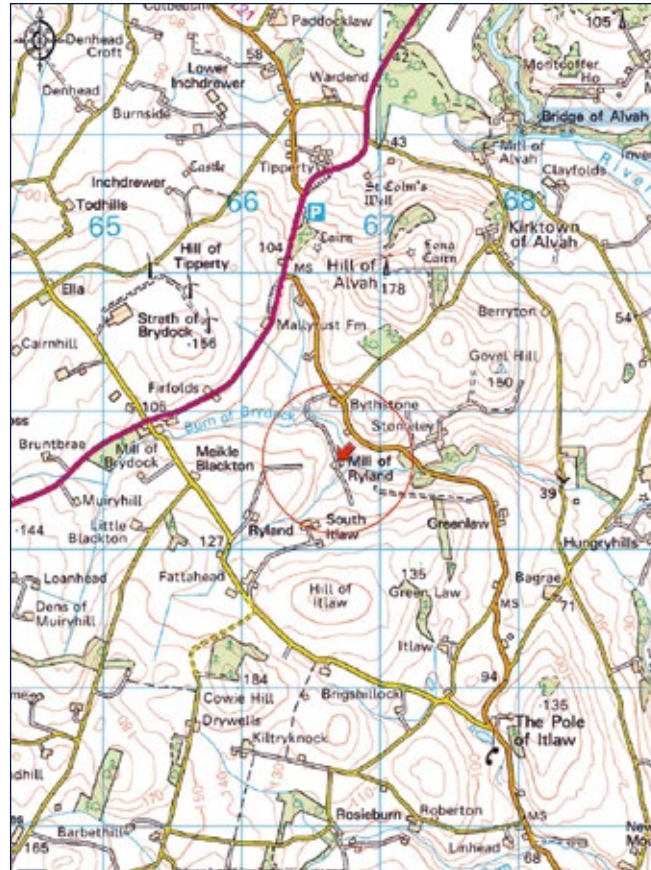 Paddocklaw
121
42
105
Denhead
Croft
58
Montcoffer
Ho
Lower
Inchdrewer
Wardend
Denhead
Burnside
Bridge of Alvah
43
Mill of
Alvah
River
Tipperty
Castle
Inchdrewer
Clayfolds
St Colm's
Well
Todhills
65
66
67
68
P
Kirktown
of Alvah
Cairn
Long
Cairn
Hill of
Tipperty
104
MS
Hill of
Alvah
178
Ella
Berryton
Strath of
Brydock
156
Mallyrust Fm
54
Cairnhill
Govel Hill
150
Firfolds
105
Burn of Brydock
Bythstone
Stoneley
Bruntbrae
Mill of
Brydock
Meikle
Blackton
Mill of
Ryland
39
Muiryhill
144
Little
Blackton
Ryland
South
Itlaw
Greenlaw
Hungryhills
127
Loanhead
Fattahead
135
Green Law
Bagrae
Hill of
Itlaw
MS
71
Dens of
Muiryhill
Itlaw
184
94
Cowie Hill
Brigshillock
135
Drywells
The Pole
of Itlaw
Kiltryknock
Roberton
Rosieburn
MS
Barbethill
Linhead
165
68